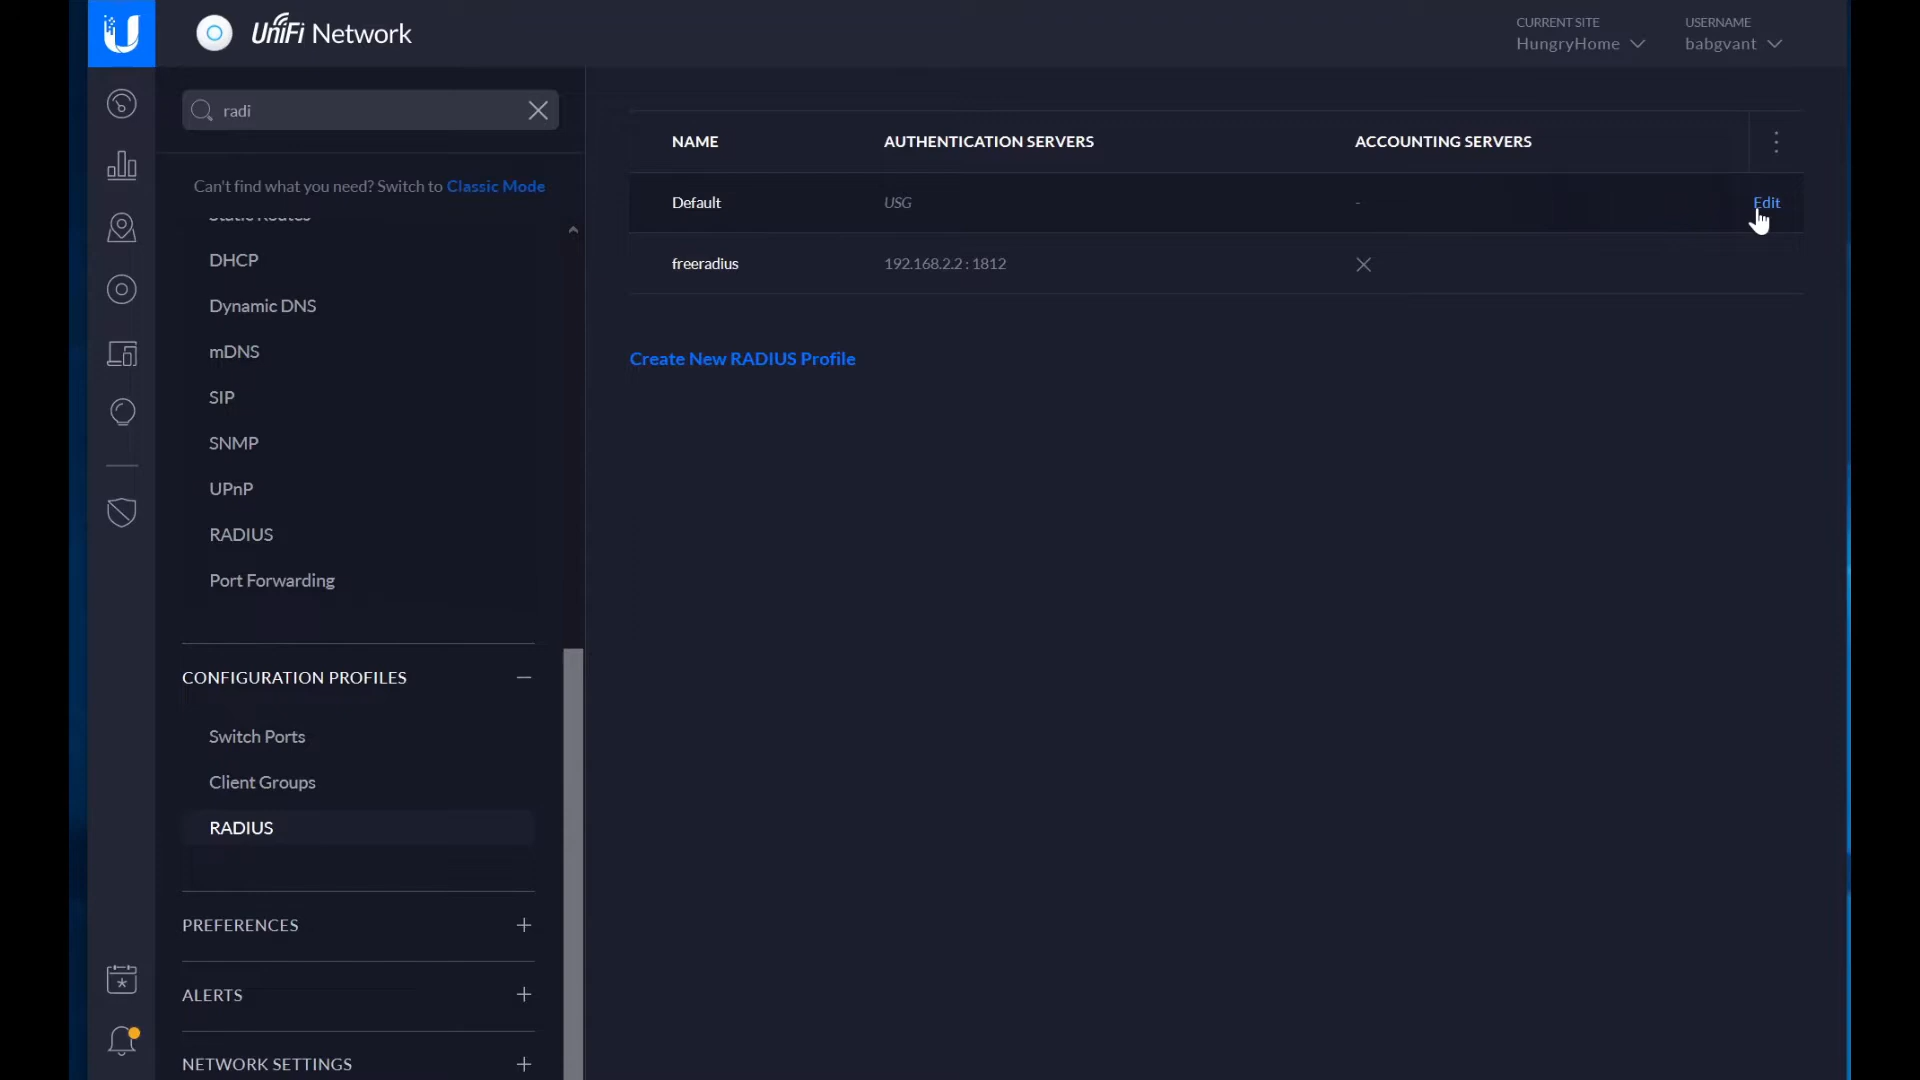 UniFi Network
CURRENT SITE
HungryHome
USERNAME
babgvant
radi
Can't find what you need? Switch to Classic Mode
Static Routes
DHCP
Dynamic DNS
mDNS
SIP
SNMP
UPnP
RADIUS
Port Forwarding
CONFIGURATION PROFILES
Switch Ports
Client Groups
RADIUS
PREFERENCES
ALERTS
NETWORK SETTINGS
NAME AUTHENTICATION SERVERS ACCOUNTING SERVERS
Default USG - Edit
freeradius 192.168.2.2 : 1812
Create New RADIUS Profile